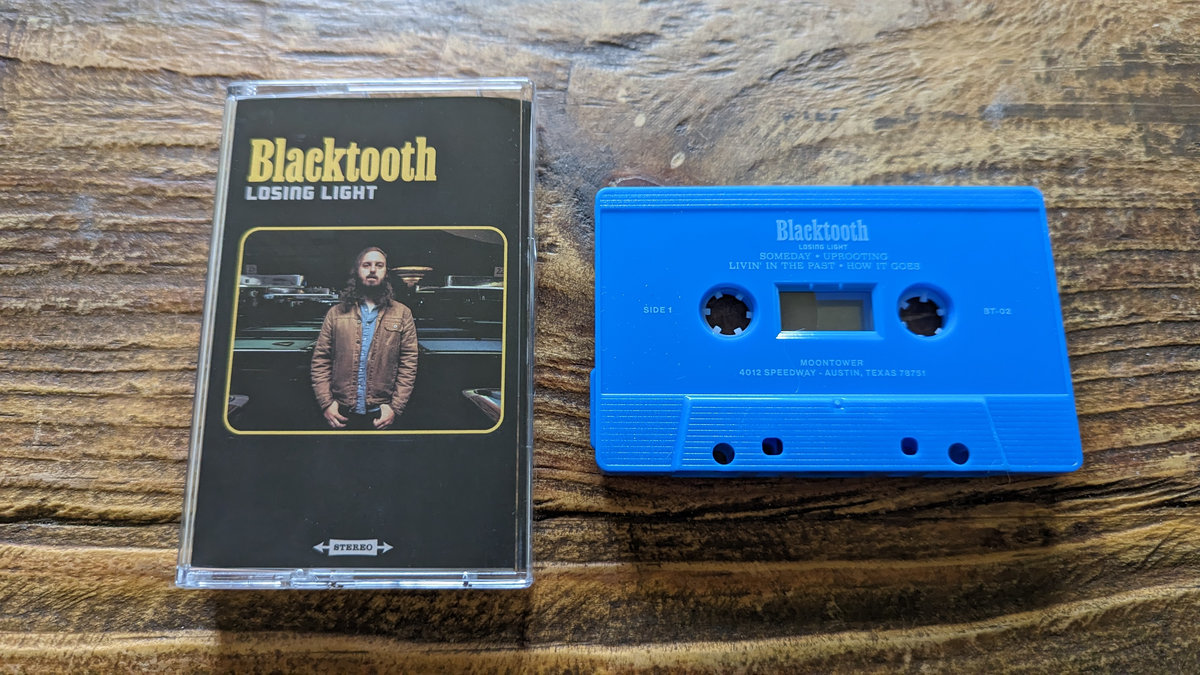 Blacktooth
LOSING LIGHT
STEREO
Blacktooth
LOSING LIGHT
SOMEDAY • UPROOTING
LIVIN' IN THE PAST • HOW IT GOES
SIDE 1
BT-02
MOONTOWER
4012 SPEEDWAY - AUSTIN, TEXAS 78751